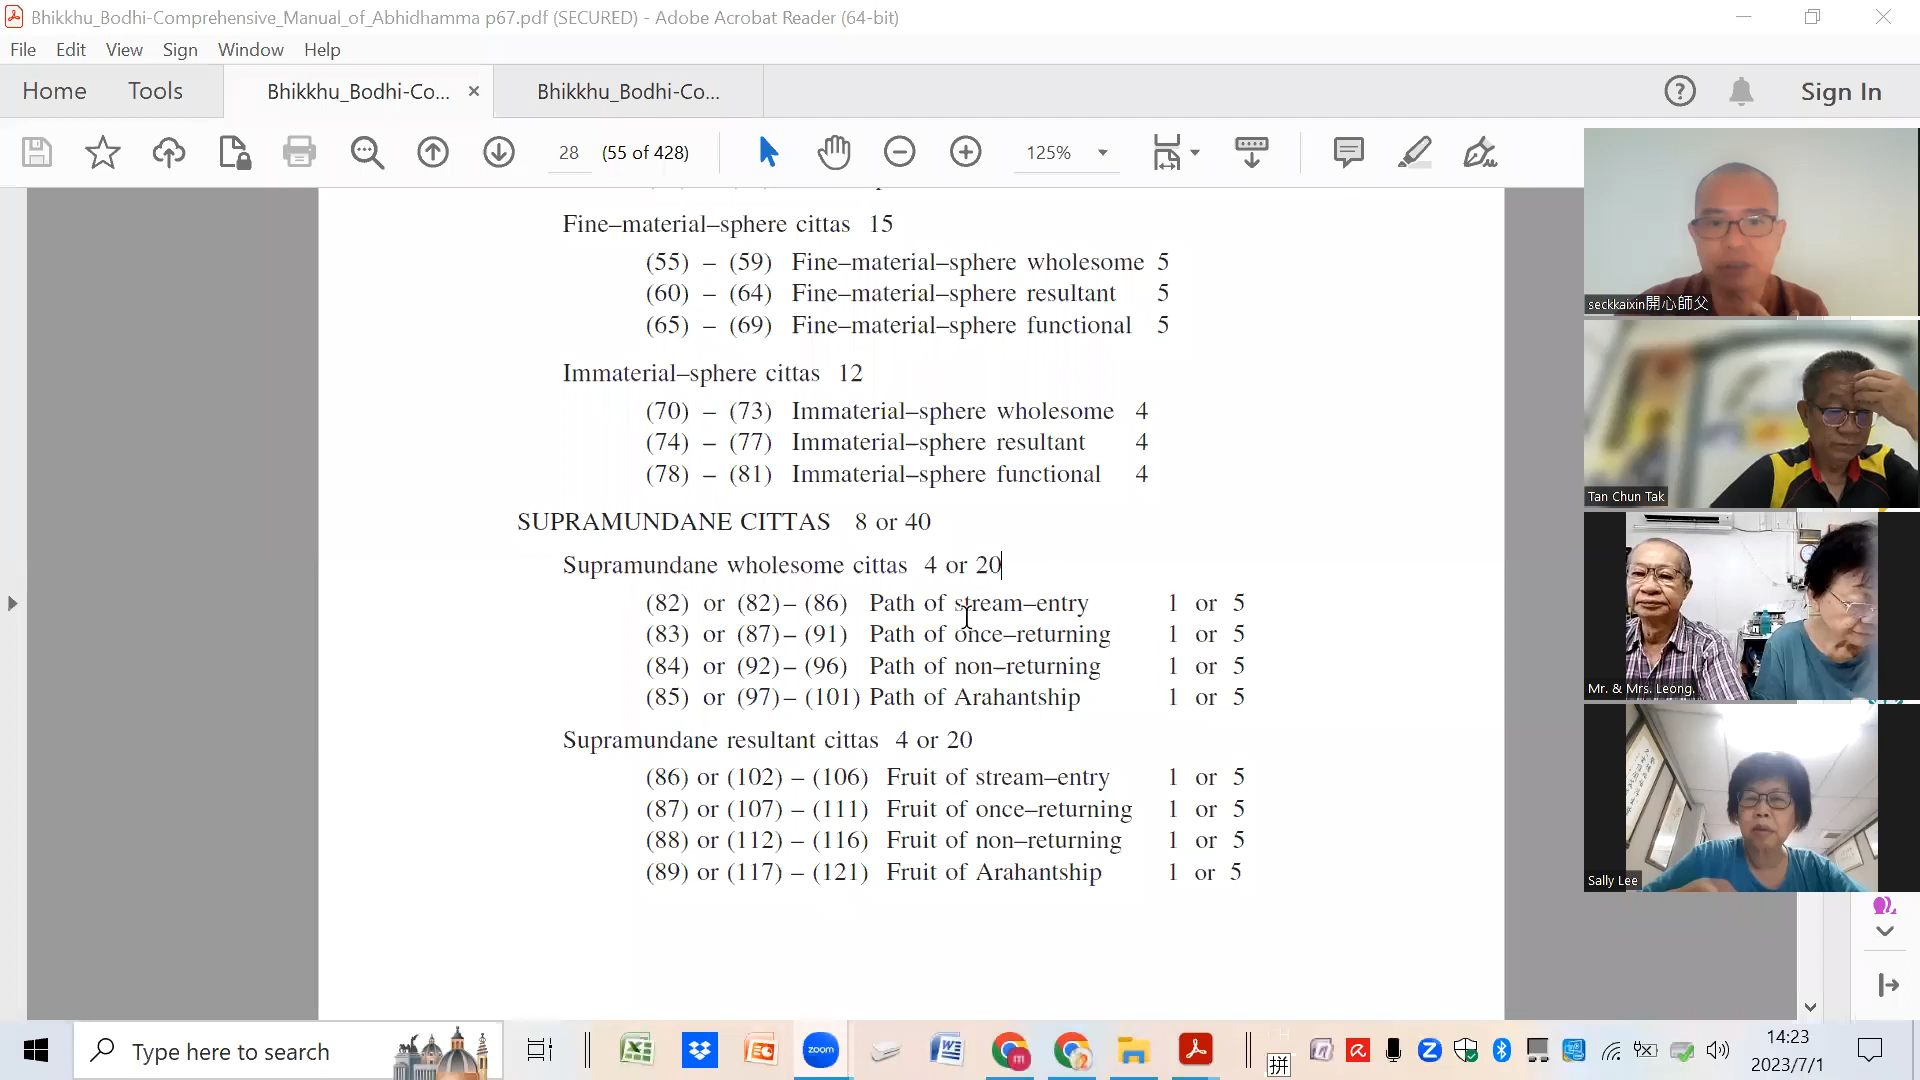 Bhikkhu_Bodhi-Comprehensive_Manual_of_Abhidhamma p67.pdf (SECURED) - Adobe Acrobat Reader (64-bit)
File Edit View Sign Window Help
Home Tools Bhikkhu_Bodhi-Co... × Bhikkhu_Bodhi-Co... Sign In
28 (55 of 428) 125%
Fine–material–sphere cittas 15
(55) – (59) Fine–material–sphere wholesome 5
(60) – (64) Fine–material–sphere resultant 5
(65) – (69) Fine–material–sphere functional 5
Immaterial–sphere cittas 12
(70) – (73) Immaterial–sphere wholesome 4
(74) – (77) Immaterial–sphere resultant 4
(78) – (81) Immaterial–sphere functional 4
SUPRAMUNDANE CITTAS 8 or 40
Supramundane wholesome cittas 4 or 20
(82) or (82) – (86) Path of stream–entry 1 or 5
(83) or (87) – (91) Path of once–returning 1 or 5
(84) or (92) – (96) Path of non–returning 1 or 5
(85) or (97) – (101) Path of Arahantship 1 or 5
Supramundane resultant cittas 4 or 20
(86) or (102) – (106) Fruit of stream–entry 1 or 5
(87) or (107) – (111) Fruit of once–returning 1 or 5
(88) or (112) – (116) Fruit of non–returning 1 or 5
(89) or (117) – (121) Fruit of Arahantship 1 or 5
seckkaixin開心師父
Tan Chun Tak
Mr. & Mrs. Leong.
Sally Lee
Type here to search
zoom
拼
14:23
2023/7/1